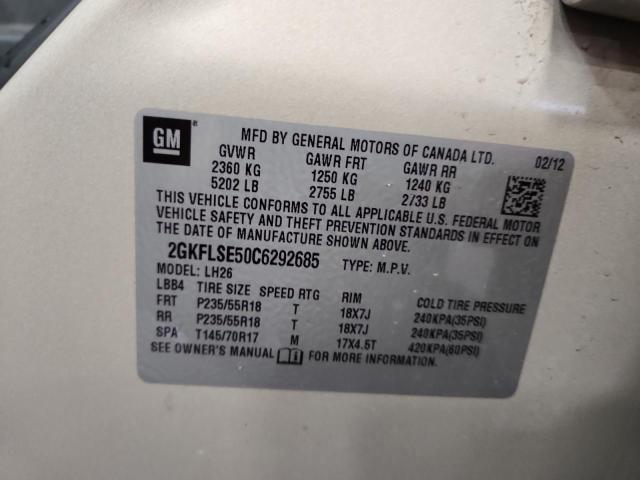 GM ®
MFD BY GENERAL MOTORS OF CANADA LTD. 02/12
GVWR GAWR FRT GAWR RR
2360 KG 1250 KG 1240 KG
5202 LB 2755 LB 2733 LB
THIS VEHICLE CONFORMS TO ALL APPLICABLE U.S. FEDERAL MOTOR
VEHICLE SAFETY AND THEFT PREVENTION STANDARDS IN EFFECT ON
THE DATE OF MANUFACTURE SHOWN ABOVE.
2GKFLSE50C6292685 TYPE: M.P.V.
MODEL: LH26
LBB4 TIRE SIZE SPEED RTG RIM COLD TIRE PRESSURE
FRT P235/55R18 T 18X7J 240KPA(35PSI)
RR P235/55R18 T 18X7J 240KPA(35PSI)
SPA T145/70R17 M 17X4.5T 420KPA(60PSI)
SEE OWNER'S MANUAL FOR MORE INFORMATION.